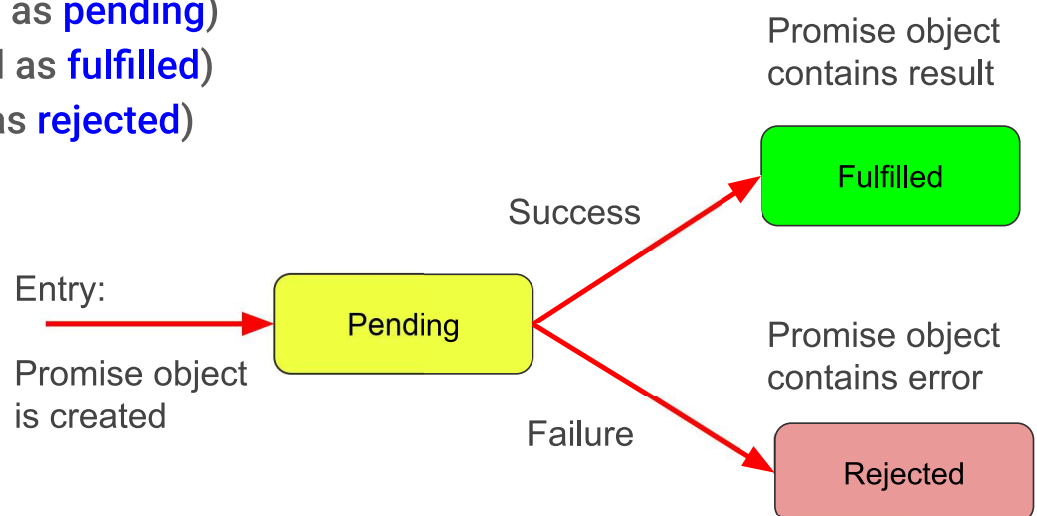 as pending)
as fulfilled)
as rejected)
Promise object
contains result
Fulfilled
Success
Entry:
Pending
Promise object
is created
Promise object
contains error
Failure
Rejected